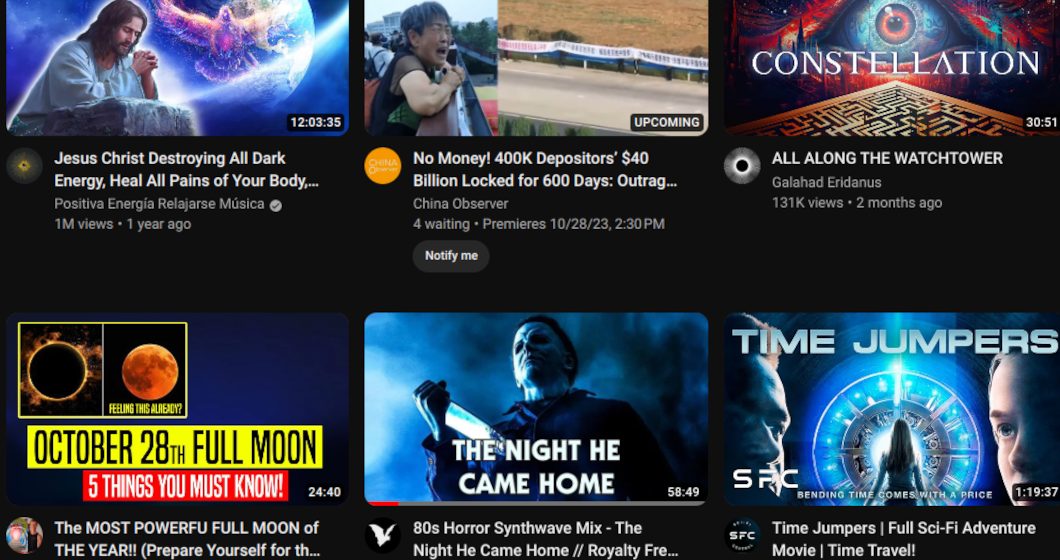 CONSTELLATION
12:03:35
UPCOMING
30:51
Jesus Christ Destroying All Dark
Energy, Heal All Pains of Your Body,...
Positiva Energía Relajarse Música
1M views • 1 year ago
CHINA
Observer
No Money! 400K Depositors’ $40
Billion Locked for 600 Days: Outrag...
China Observer
4 waiting • Premieres 10/28/23, 2:30 PM
Notify me
ALL ALONG THE WATCHTOWER
Galahad Eridanus
131K views • 2 months ago
FEELING THIS ALREADY?
OCTOBER 28TH FULL MOON
5 THINGS YOU MUST KNOW!
24:40
The MOST POWERFU FULL MOON of
THE YEAR!! (Prepare Yourself for th...
THE NIGHT HE
CAME HOME
58:49
80s Horror Synthwave Mix - The
Night He Came Home // Royalty Fre...
TIME JUMPERS
SFC
BENDING TIME COMES WITH A PRICE
1:19:37
SFC
Time Jumpers | Full Sci-Fi Adventure
Movie | Time Travel!